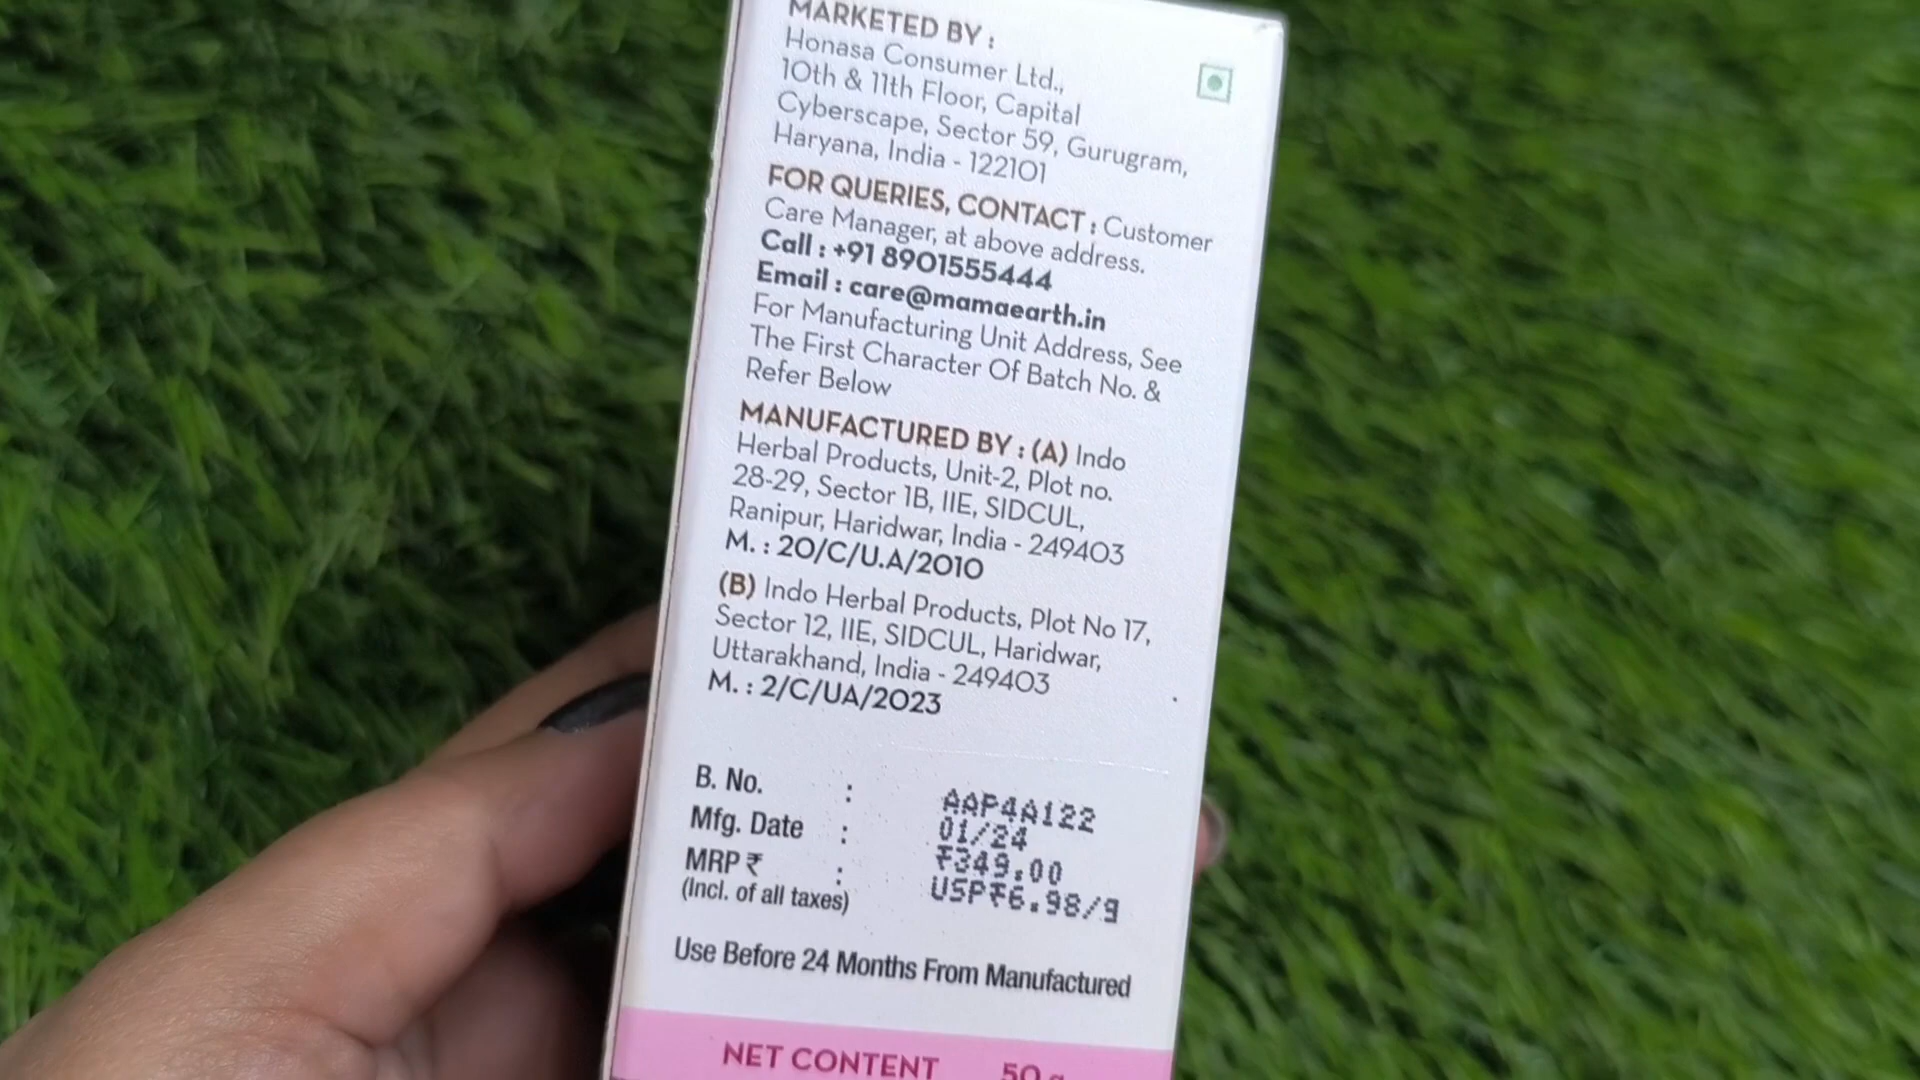 MARKETED BY :
Honasa Consumer Ltd.,
10th & 11th Floor, Capital
Cyberscape, Sector 59, Gurugram,
Haryana, India - 122101
FOR QUERIES, CONTACT : Customer
Care Manager, at above address.
Call : +91 8901555444
Email : care@mamaearth.in
For Manufacturing Unit Address, See
The First Character Of Batch No. &
Refer Below
MANUFACTURED BY : (A) Indo
Herbal Products, Unit-2, Plot no.
28-29, Sector 1B, IIE, SIDCUL,
Ranipur, Haridwar, India - 249403
M. : 20/C/U.A/2010
(B) Indo Herbal Products, Plot No 17,
Sector 12, IIE, SIDCUL, Haridwar,
Uttarakhand, India - 249403
M. : 2/C/UA/2023
B. No. : AAP4A122
Mfg. Date : 01/24
MRP ₹ : ₹349.00
(Incl. of all taxes) USP₹6.98/g
Use Before 24 Months From Manufactured
NET CONTENT 50 g